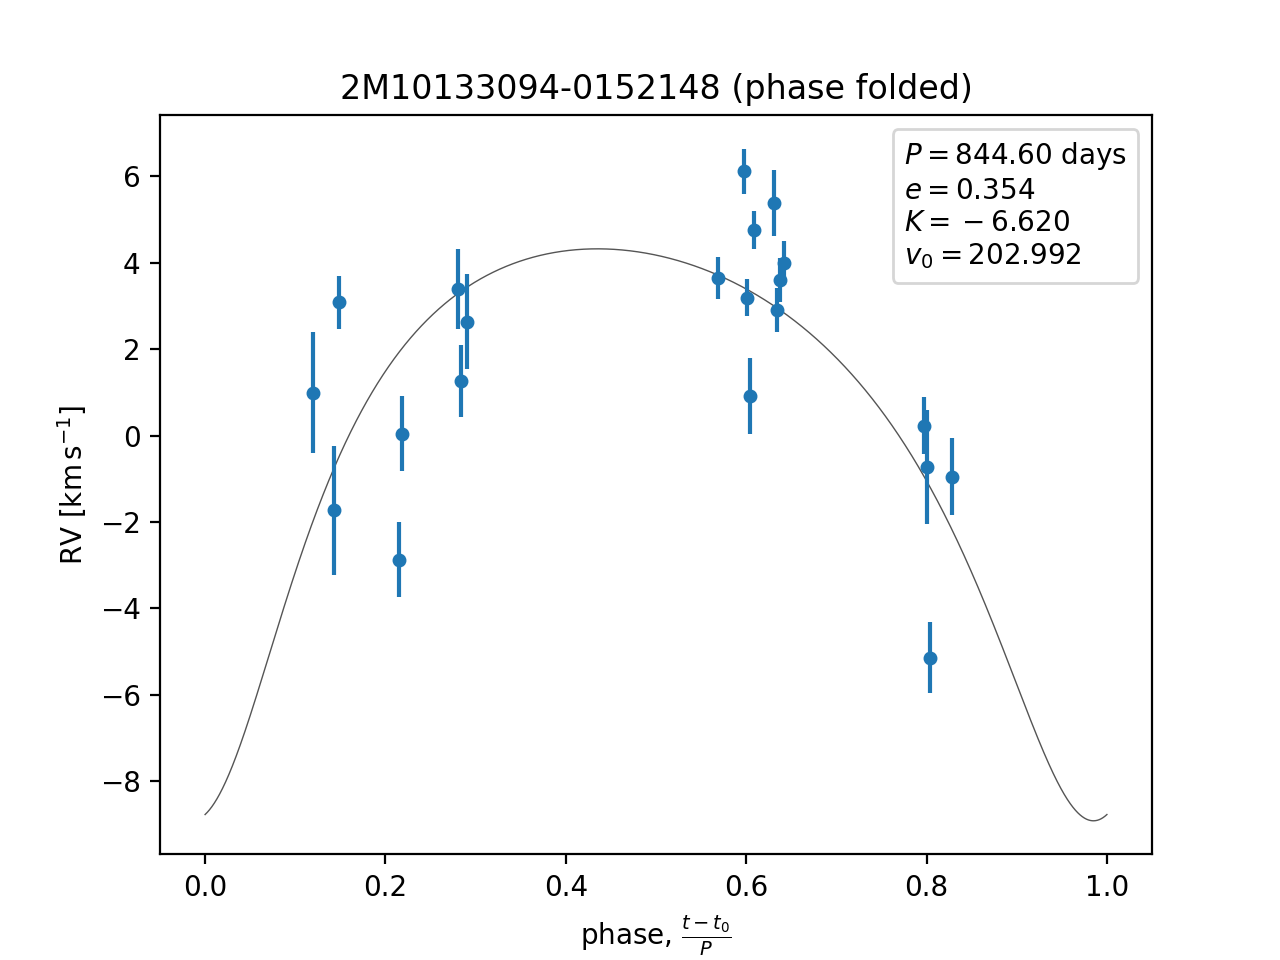 2M10133094-0152148 (phase folded)
P = 844.60 days
e = 0.354
K = −6.620
v₀ = 202.992
RV [km s⁻¹]
6
4
2
0
−2
−4
−6
−8
0.0 0.2 0.4 0.6 0.8 1.0
phase, (t − t₀)/P